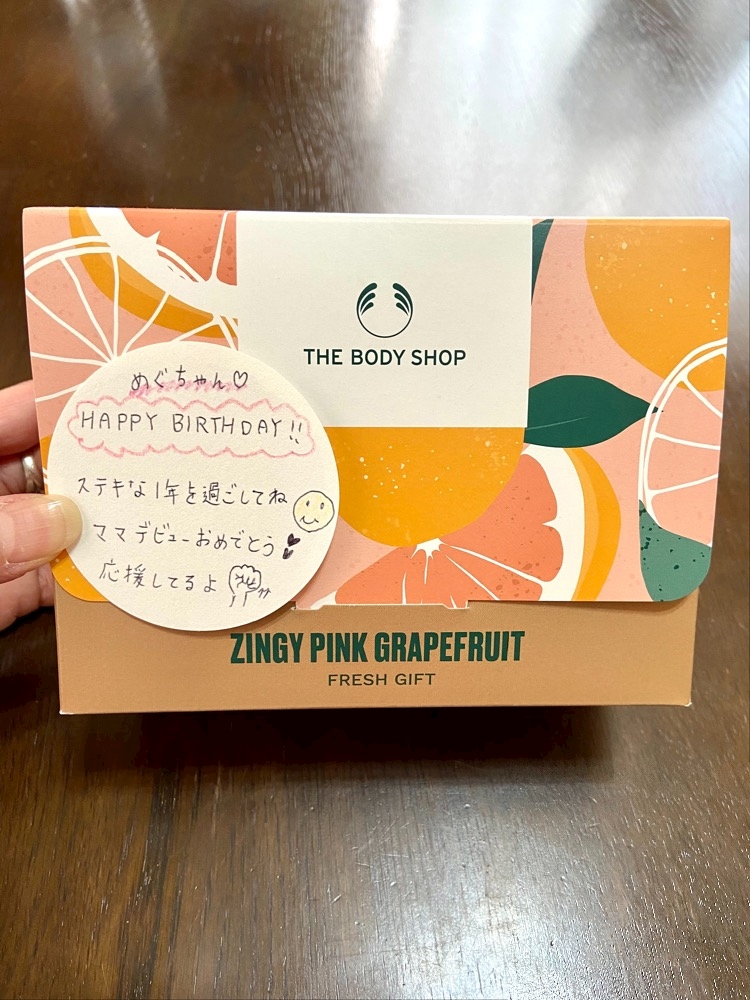 THE BODY SHOP
めぐちゃん♡
HAPPY BIRTHDAY!!
ステキな1年を過ごしてね
ママデビューおめでとう
応援してるよ
ZINGY PINK GRAPEFRUIT
FRESH GIFT